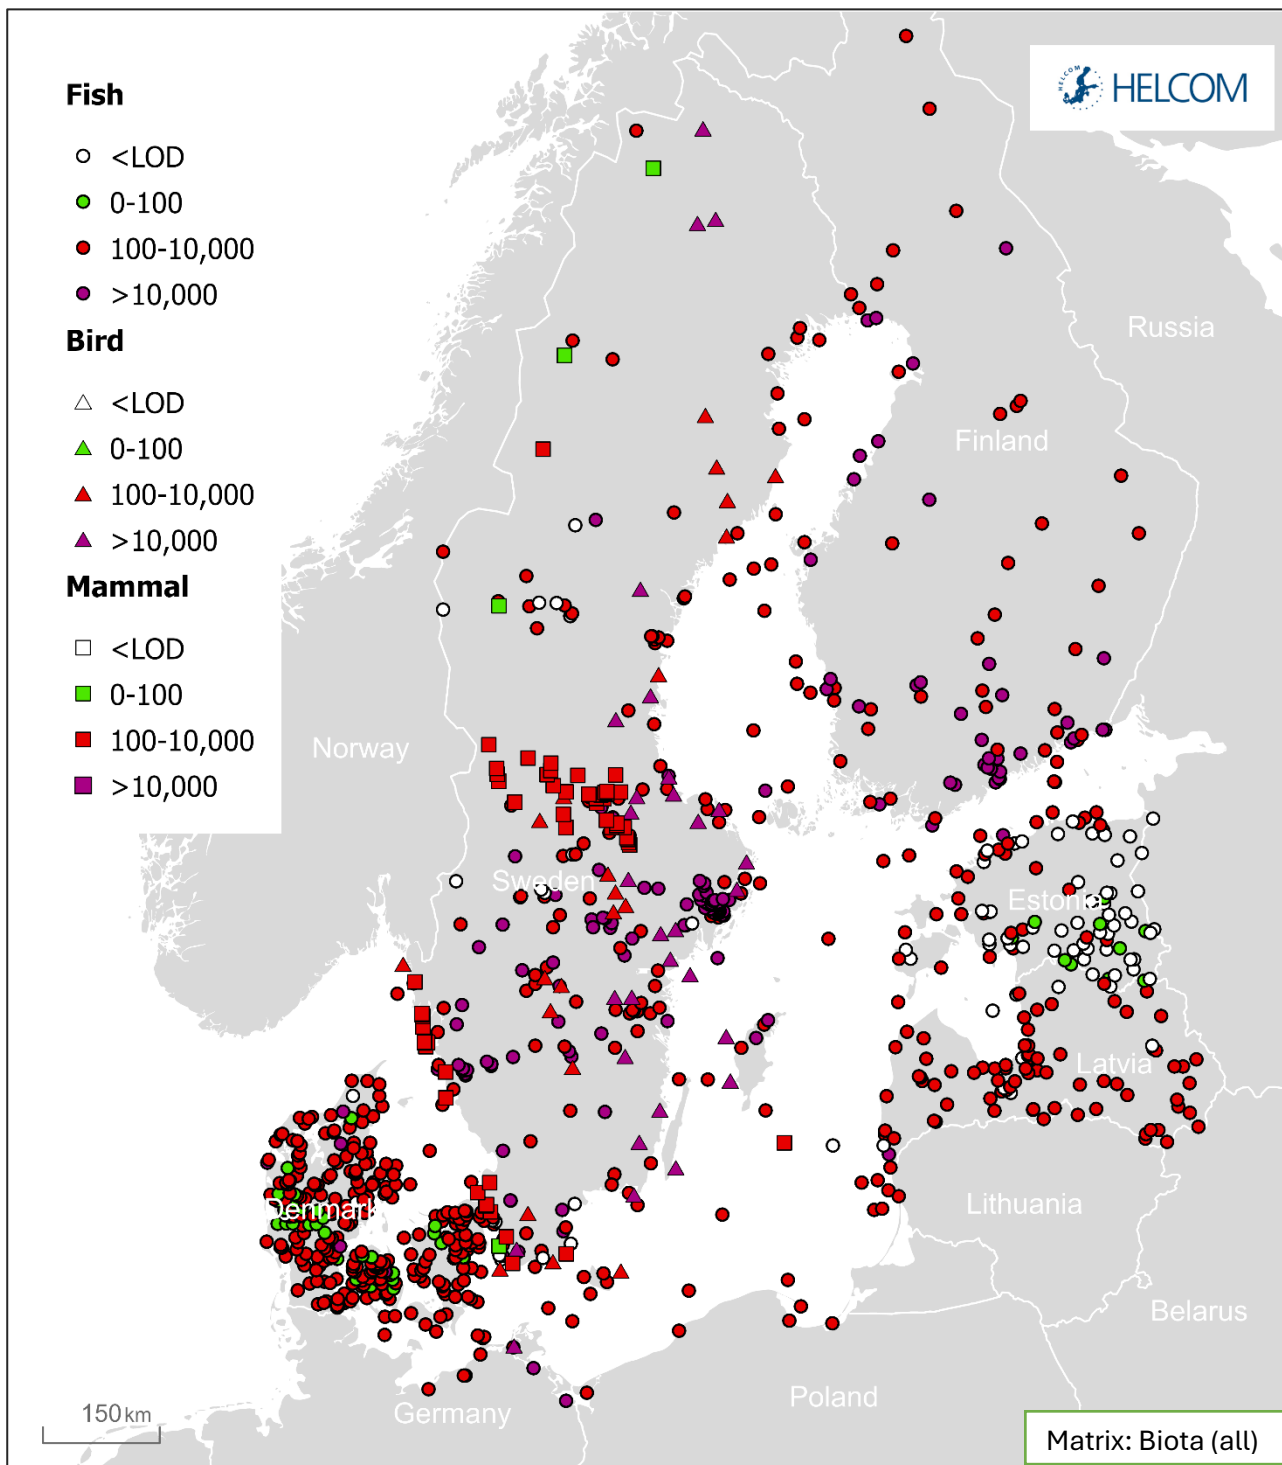 Fish
<LOD
0-100
100-10,000
>10,000
Bird
<LOD
0-100
100-10,000
>10,000
Mammal
<LOD
0-100
100-10,000
>10,000
HELCOM
HELCOM
Russia
Finland
Norway
Sweden
Estonia
Latvia
Denmark
Lithuania
Belarus
Poland
Germany
150 km
Matrix: Biota (all)